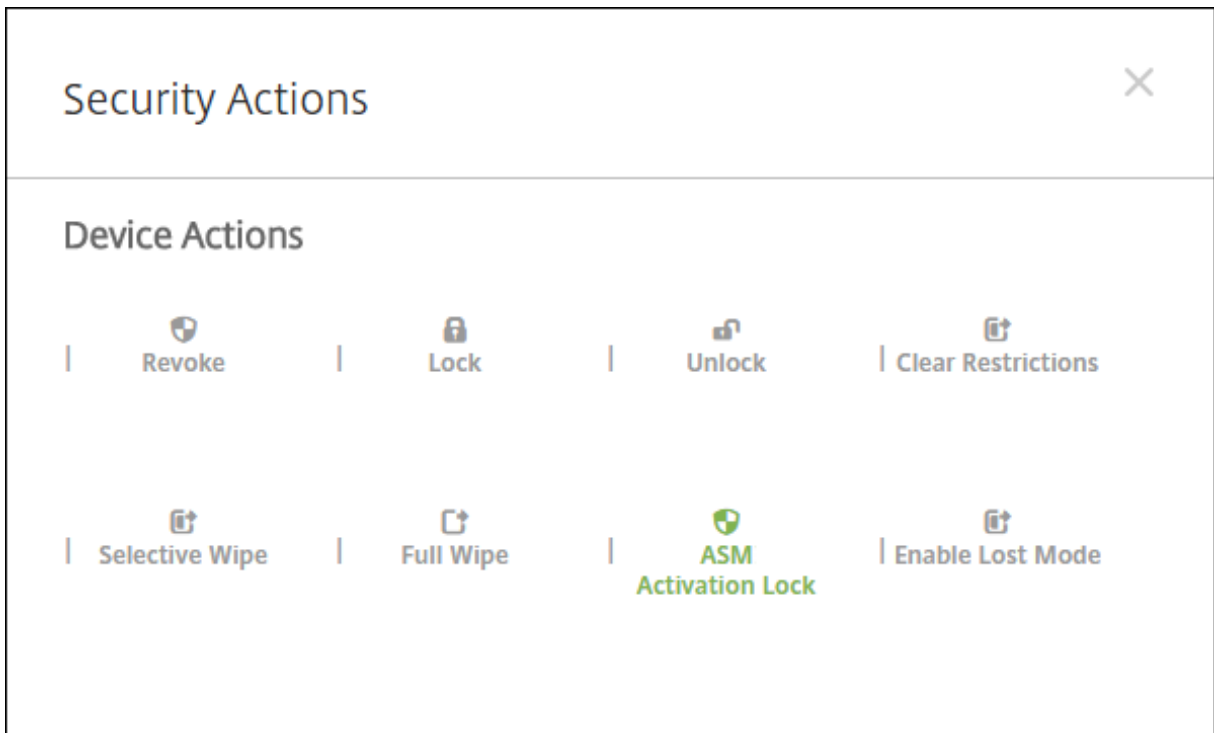 Security Actions
Device Actions
Revoke
Lock
Unlock
Clear Restrictions
Selective Wipe
Full Wipe
ASM
Activation Lock
Enable Lost Mode